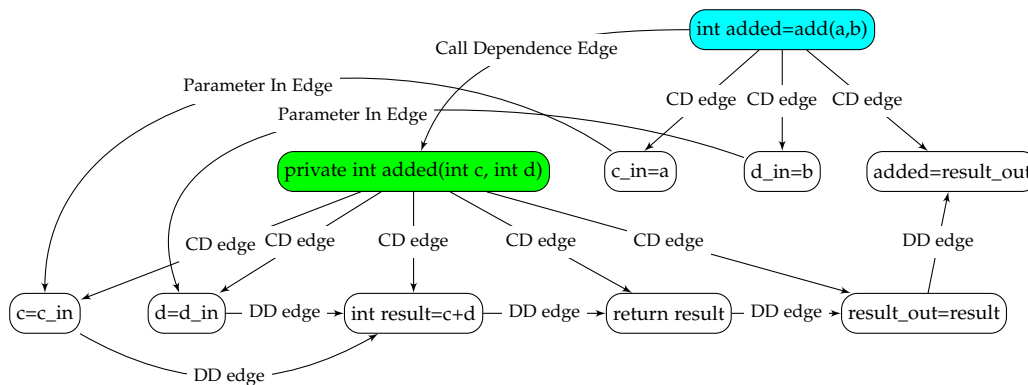 int added=add(a,b)
Call Dependence Edge
Parameter In Edge
CD edge
CD edge
CD edge
Parameter In Edge
private int added(int c, int d)
c_in=a
d_in=b
added=result_out
CD edge
CD edge
CD edge
CD edge
CD edge
DD edge
c=c_in
d=d_in
DD edge
int result=c+d
DD edge
return result
DD edge
result_out=result
DD edge